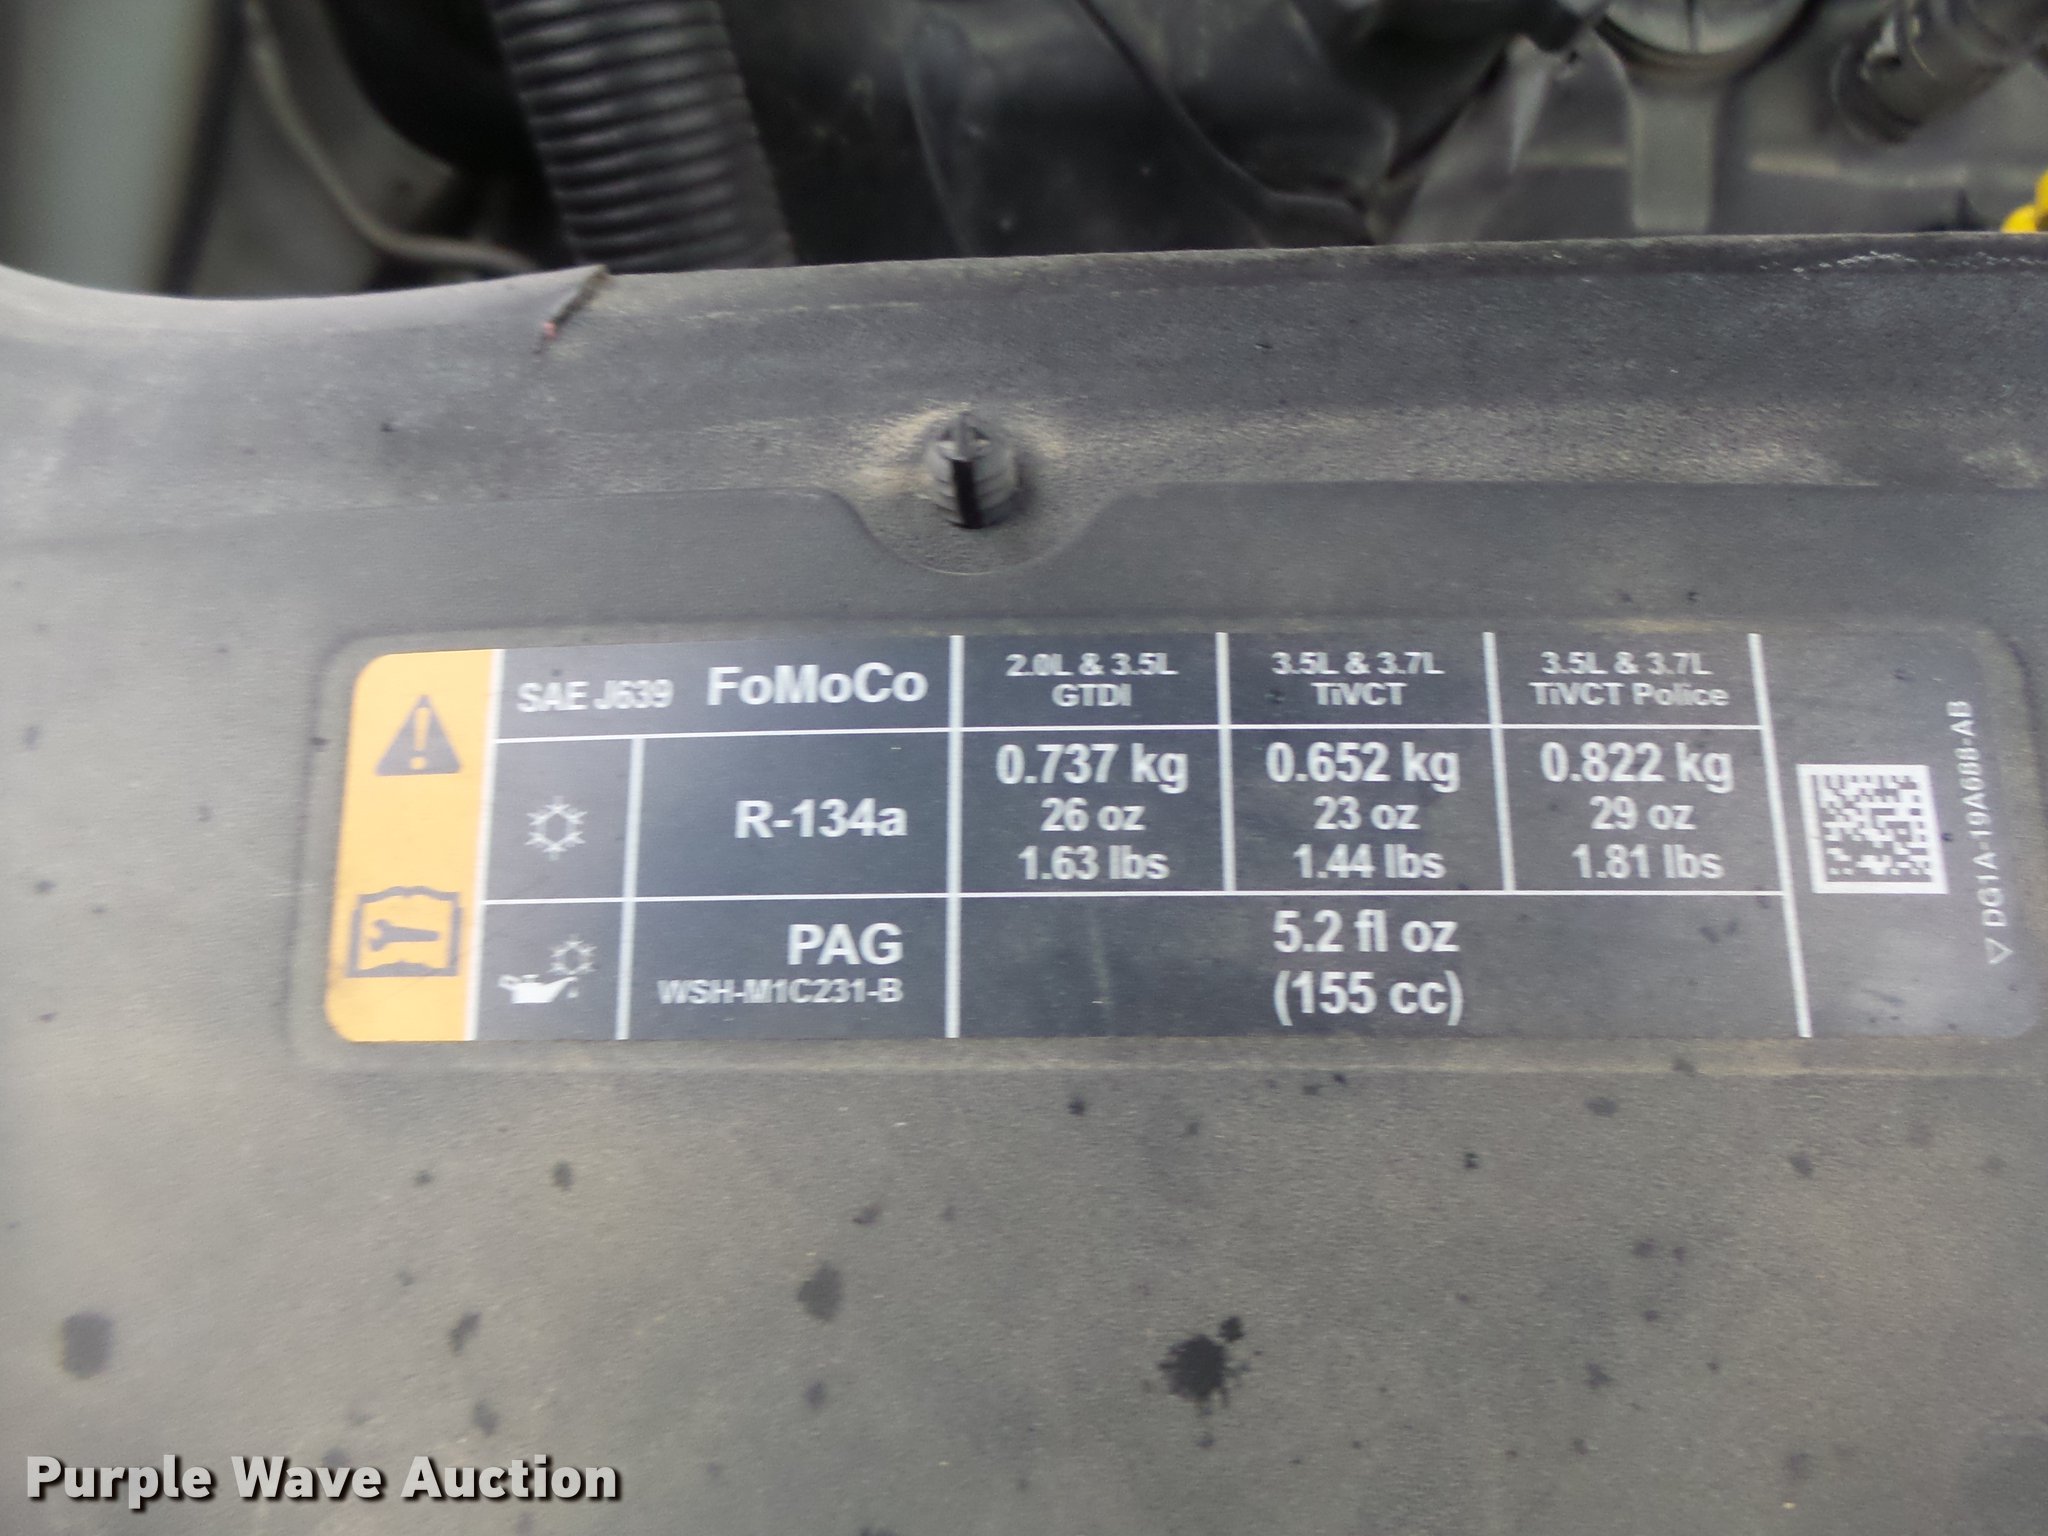 SAE J639 FoMoCo
2.0L & 3.5L
GTDI
3.5L & 3.7L
TiVCT
3.5L & 3.7L
TiVCT Police
R-134a
0.737 kg
26 oz
1.63 lbs
0.652 kg
23 oz
1.44 lbs
0.822 kg
29 oz
1.81 lbs
PAG
WSH-M1C231-B
5.2 fl oz
(155 cc)
DG1A-19A688-AB
Purple Wave Auction